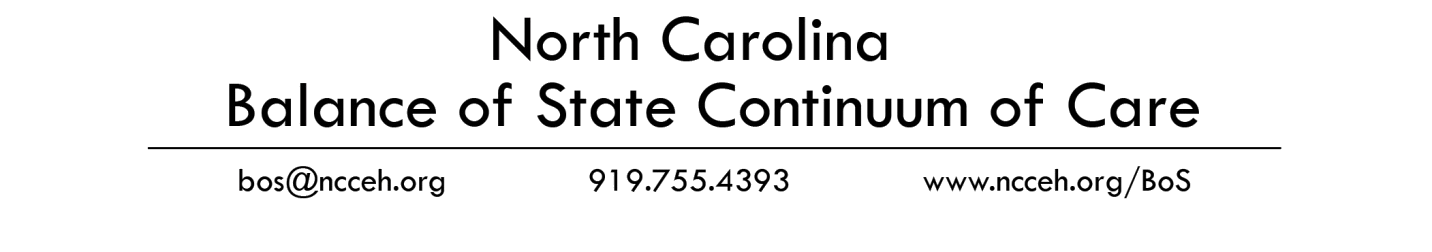 North Carolina
Balance of State Continuum of Care
bos@ncceh.org 919.755.4393 www.ncceh.org/BoS